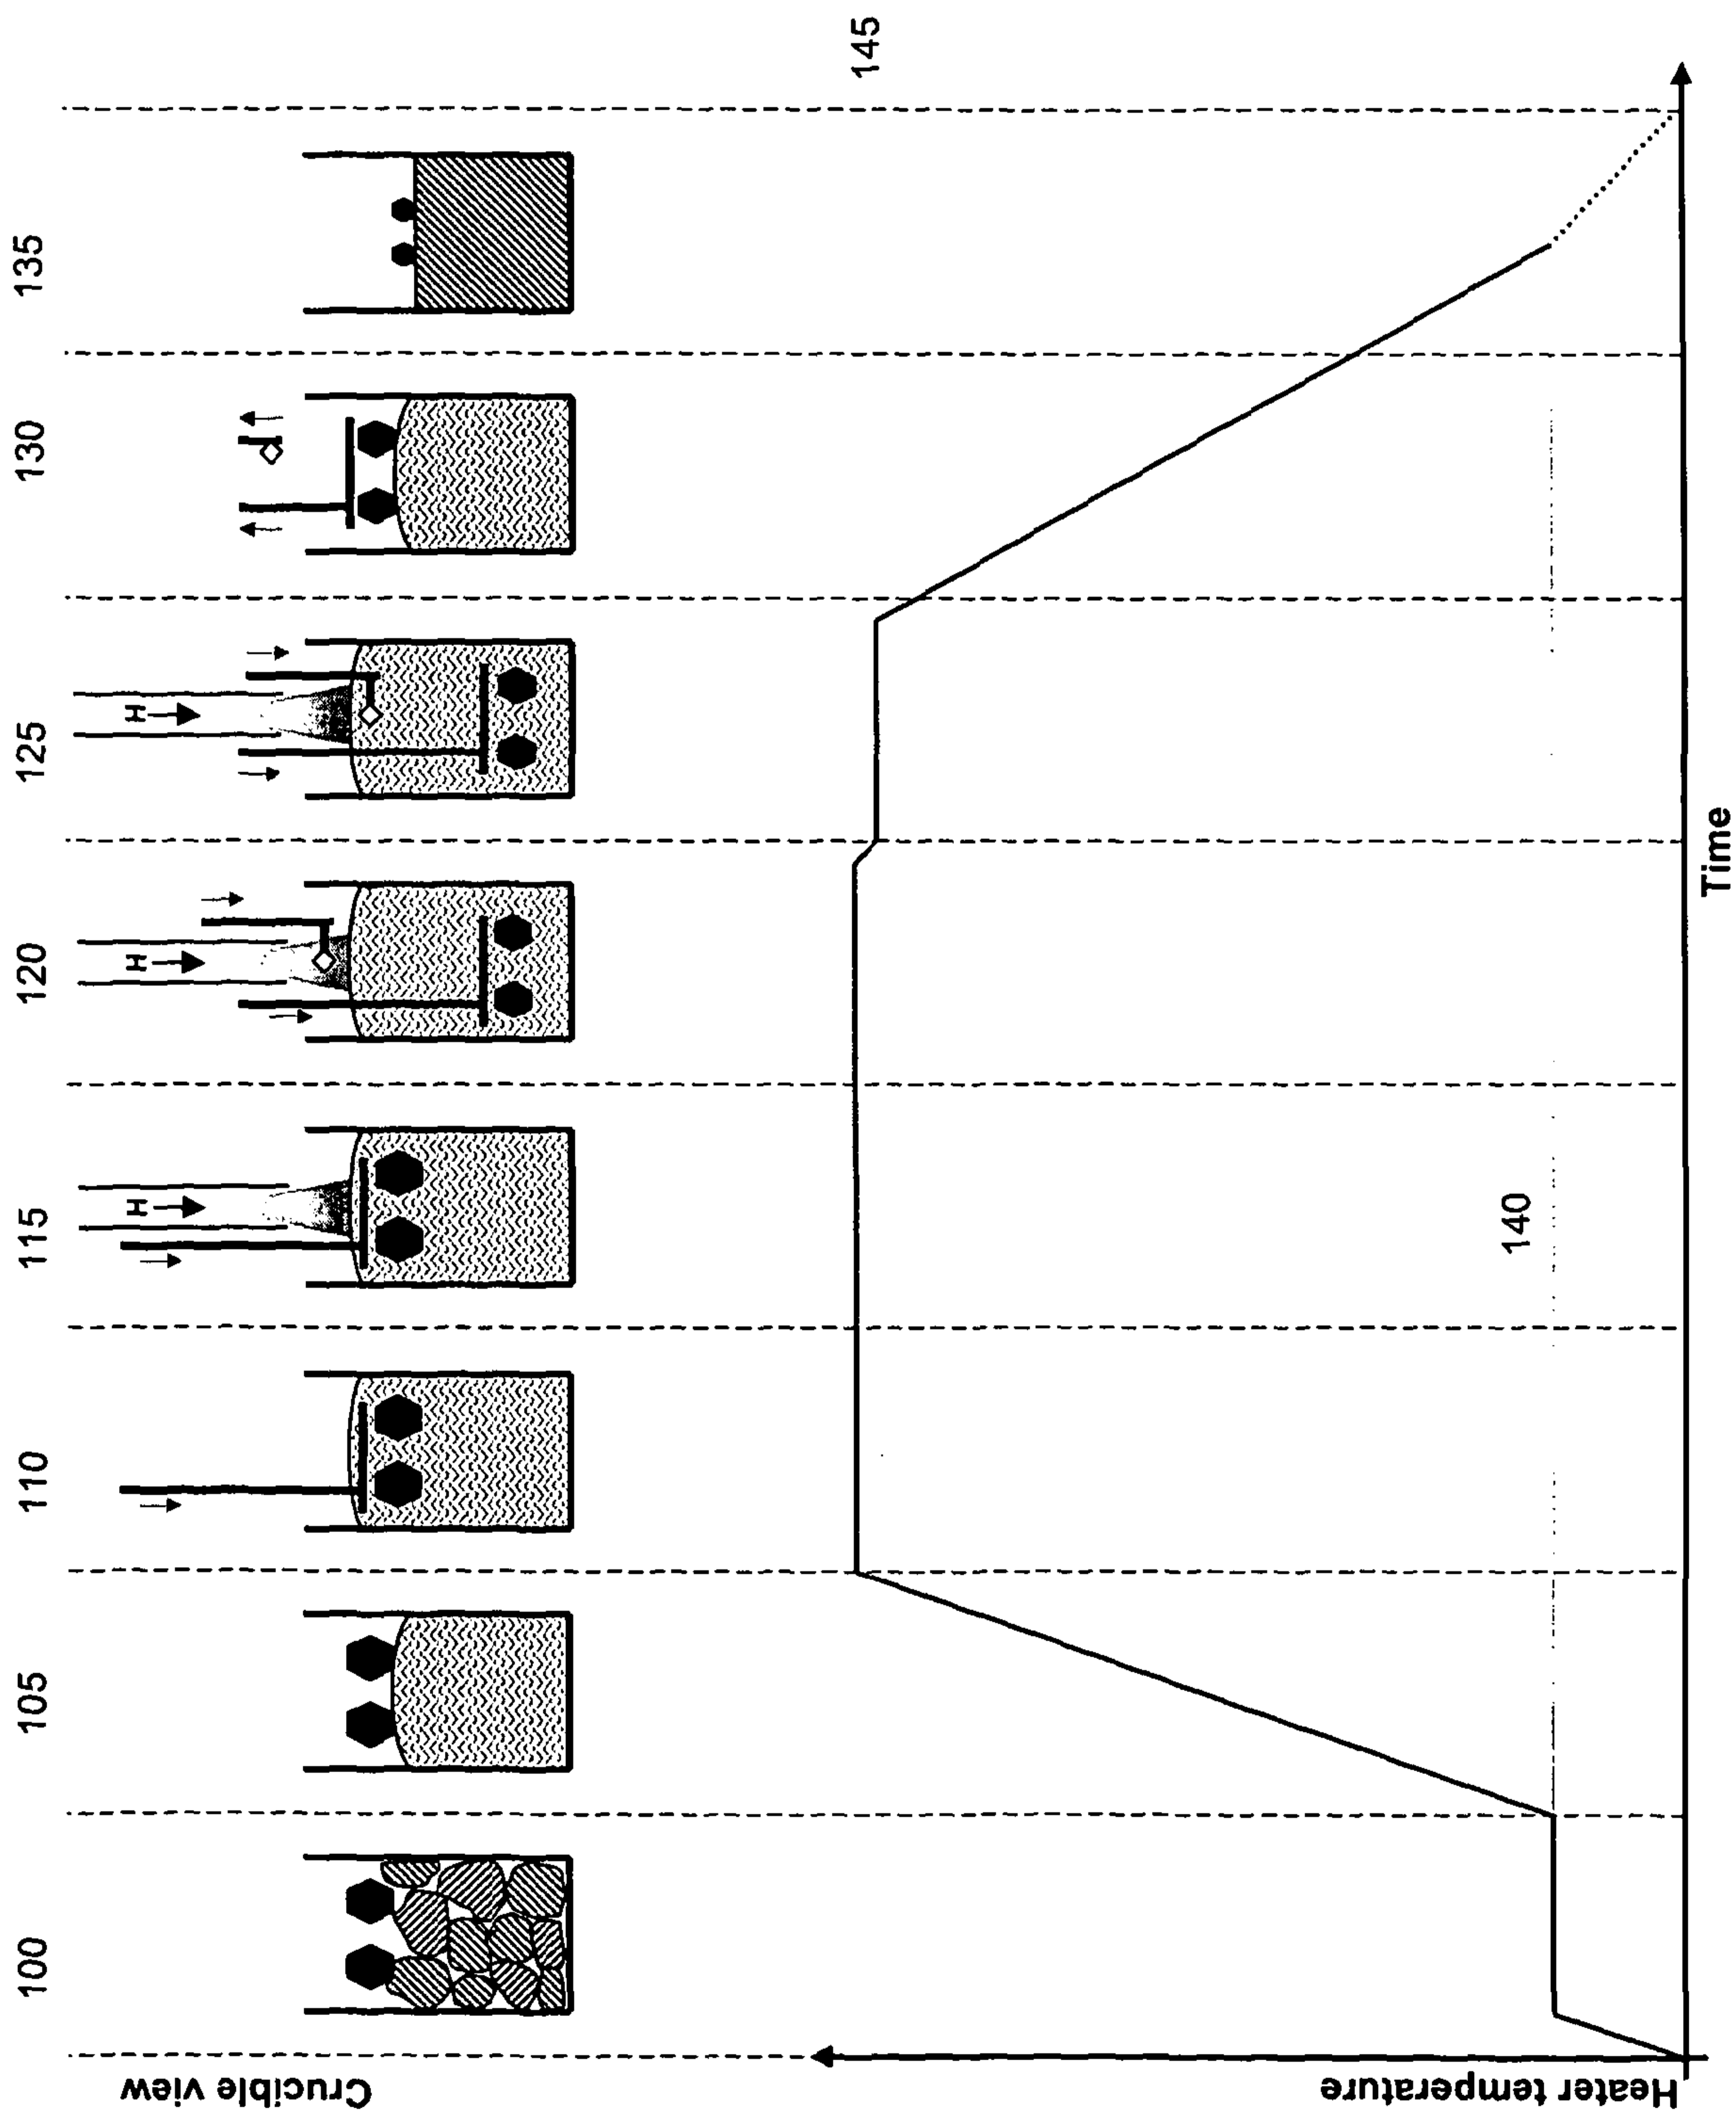 100
105
110
115
120
125
130
135
Crucible view
H
H
H
145
140
Heater temperature
Time